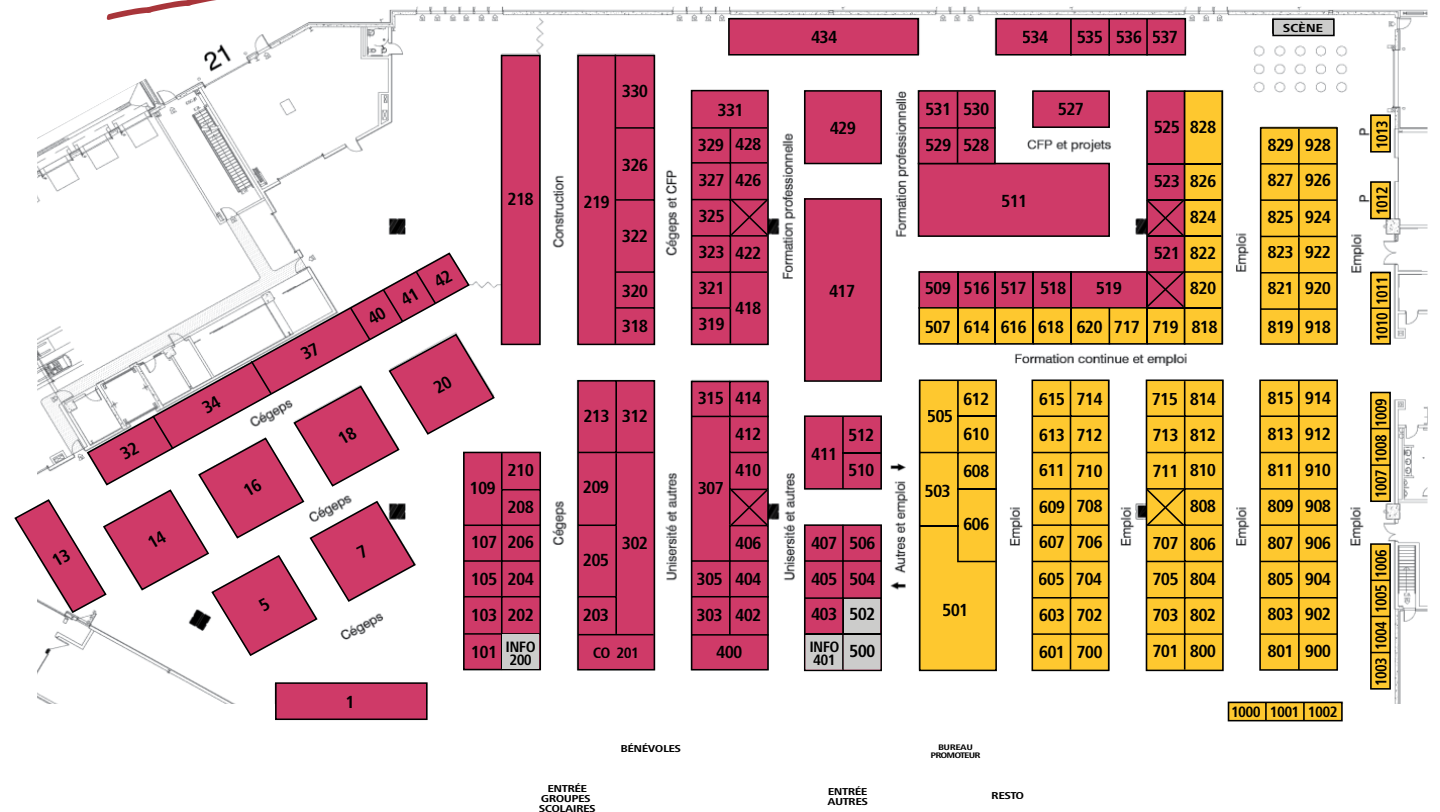 21
434
534 535 536 537
SCÈNE
218
Construction
219
330
326
322
320
318
Cégeps et CFP
331
329 428
327 426
325
323 422
321 418
319
Formation professionnelle
429
417
Formation professionnelle
531 530
529 528
527
CFP et projets
511
525 828
523 826
824
521 822
509 516 517 518 519 820
507 614 616 618 620 717 719 818
Formation continue et emploi
Emploi
829 928
827 926
825 924
823 922
821 920
819 918
Emploi
P
1013
P
1012
1011
1010
42
41
40
37
34
32
Cégeps
20
18
16
14
13
Cégeps
7
5
Cégeps
1
109 210
208
107 206
105 204
103 202
101 INFO
200
Cégeps
213 312
209
302
205
203
CO 201
Unisersité et autres
315 414
412
307 410
406
305 404
303 402
400
Unisersité et autres
411 512
510
407 506
405 504
403 502
INFO
401
500
Autres et emploi
505 612
610
503 608
606
501
Emploi
615 714
613 712
611 710
609 708
607 706
605 704
603 702
601 700
Emploi
715 814
713 812
711 810
808
707 806
705 804
703 802
701 800
Emploi
815 914
813 912
811 910
809 908
807 906
805 904
803 902
801 900
Emploi
1009
1008
1007
1006
1005
1004
1003
1000 1001 1002
BÉNÉVOLES
BUREAU
PROMOTEUR
ENTRÉE
GROUPES
SCOLAIRES
ENTRÉE
AUTRES
RESTO